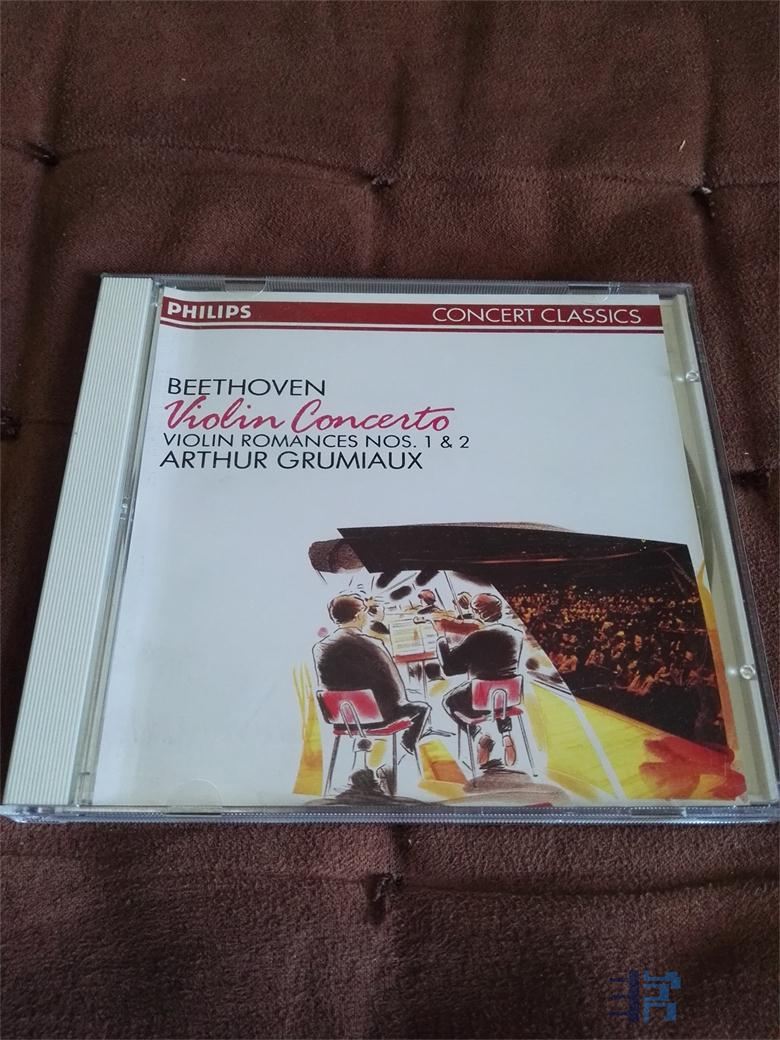 PHILIPS
CONCERT CLASSICS
BEETHOVEN
Violin Concerto
VIOLIN ROMANCES NOS. 1 & 2
ARTHUR GRUMIAUX